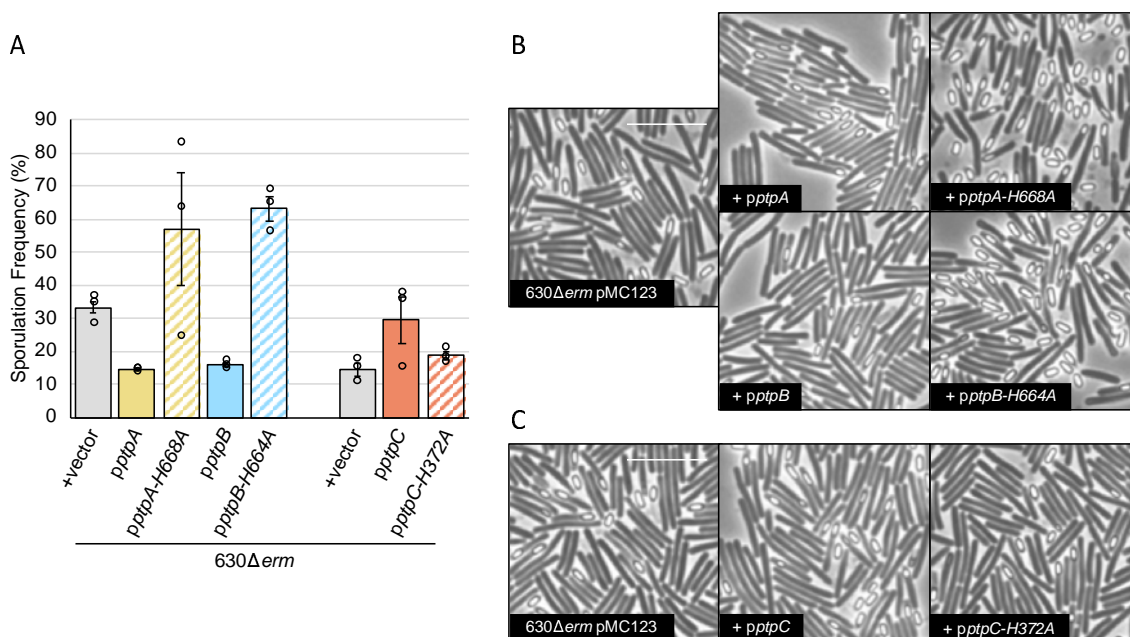 A
B
C
Sporulation Frequency (%)
90
80
70
60
50
40
30
20
10
0
+vector
pptpA
pptpA-H668A
pptpB
pptpB-H664A
+vector
pptpC
pptpC-H372A
630Δerm
630Δerm pMC123
+ pptpA
+ pptpA-H668A
+ pptpB
+ pptpB-H664A
630Δerm pMC123
+ pptpC
+ pptpC-H372A